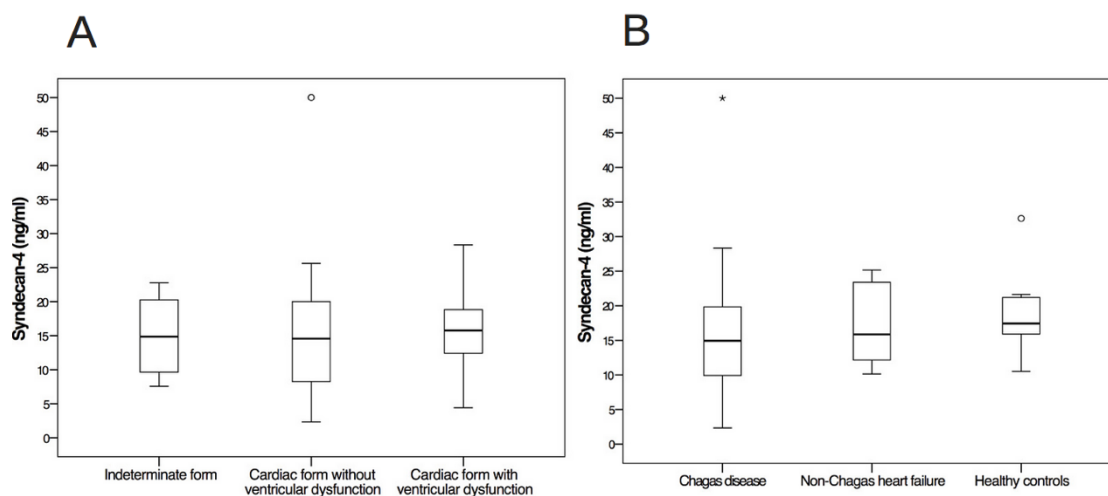 A
B
Syndecan-4 (ng/ml)
50
45
40
35
30
25
20
15
10
5
0
Indeterminate form
Cardiac form without
ventricular dysfunction
Cardiac form with
ventricular dysfunction
Syndecan-4 (ng/ml)
50
45
40
35
30
25
20
15
10
5
0
Chagas disease
Non-Chagas heart failure
Healthy controls